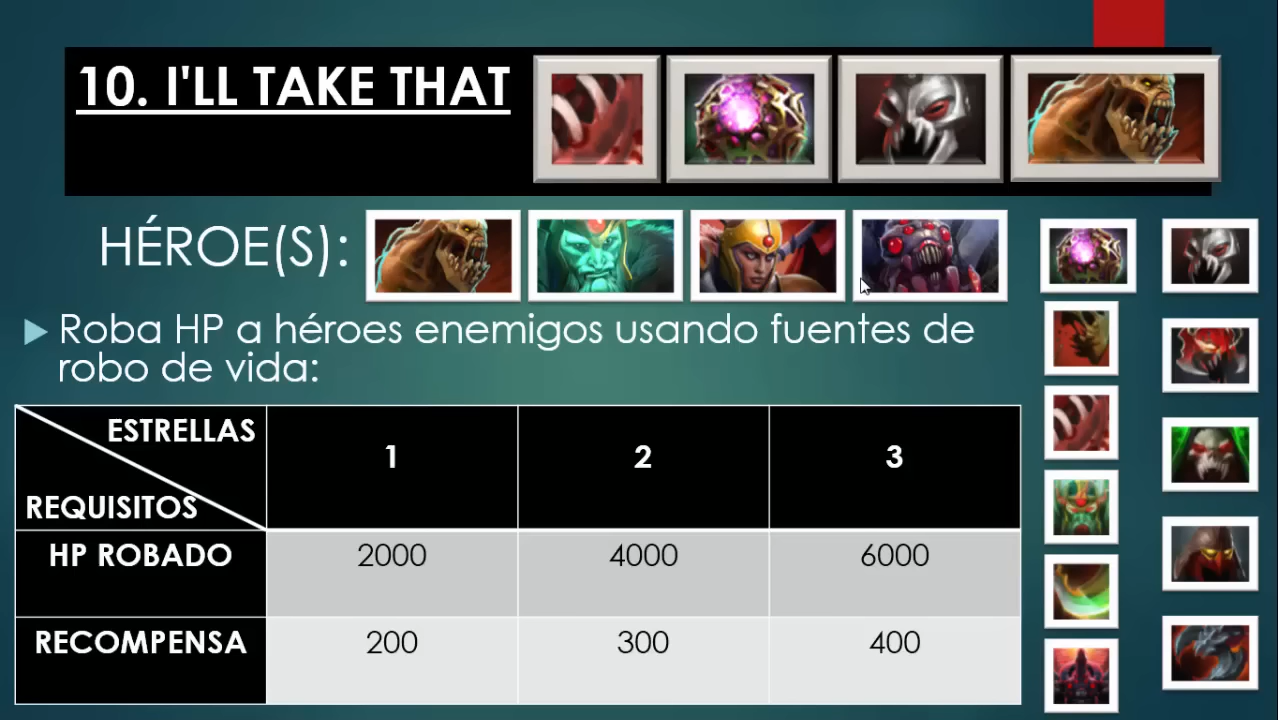 10. I'LL TAKE THAT
HÉROE(S):
Roba HP a héroes enemigos usando fuentes de
robo de vida:
ESTRELLAS
REQUISITOS
1
2
3
HP ROBADO
2000
4000
6000
RECOMPENSA
200
300
400